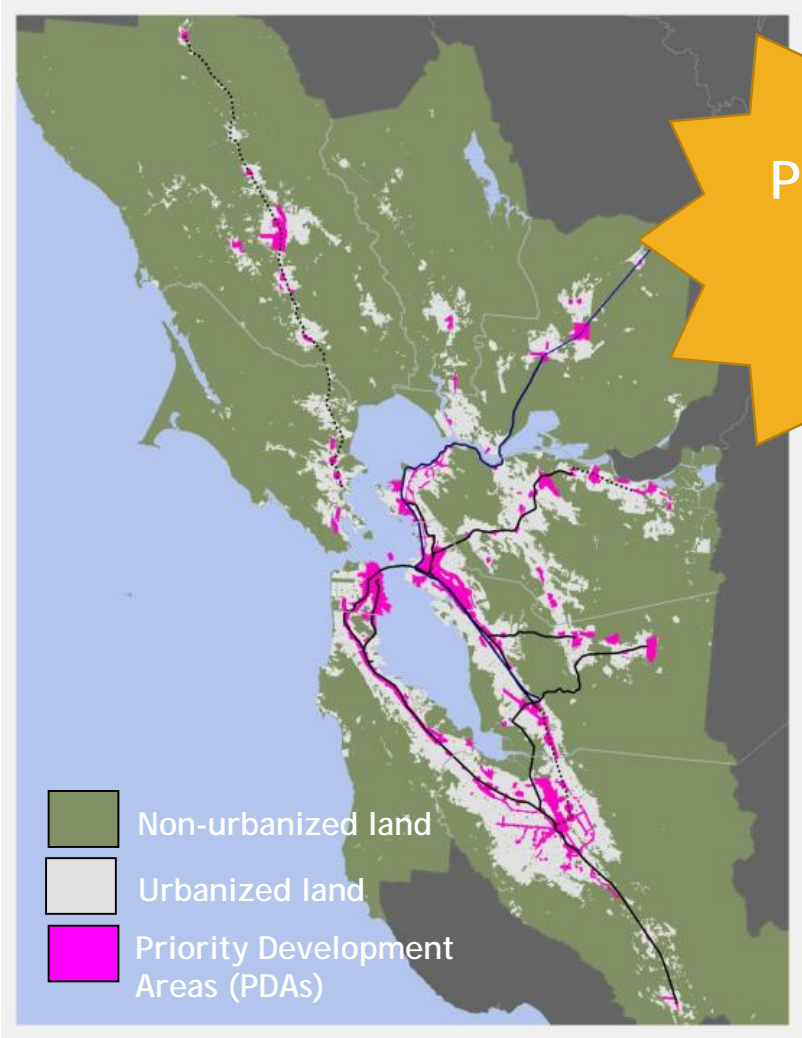 P
Non-urbanized land
Urbanized land
Priority Development
Areas (PDAs)